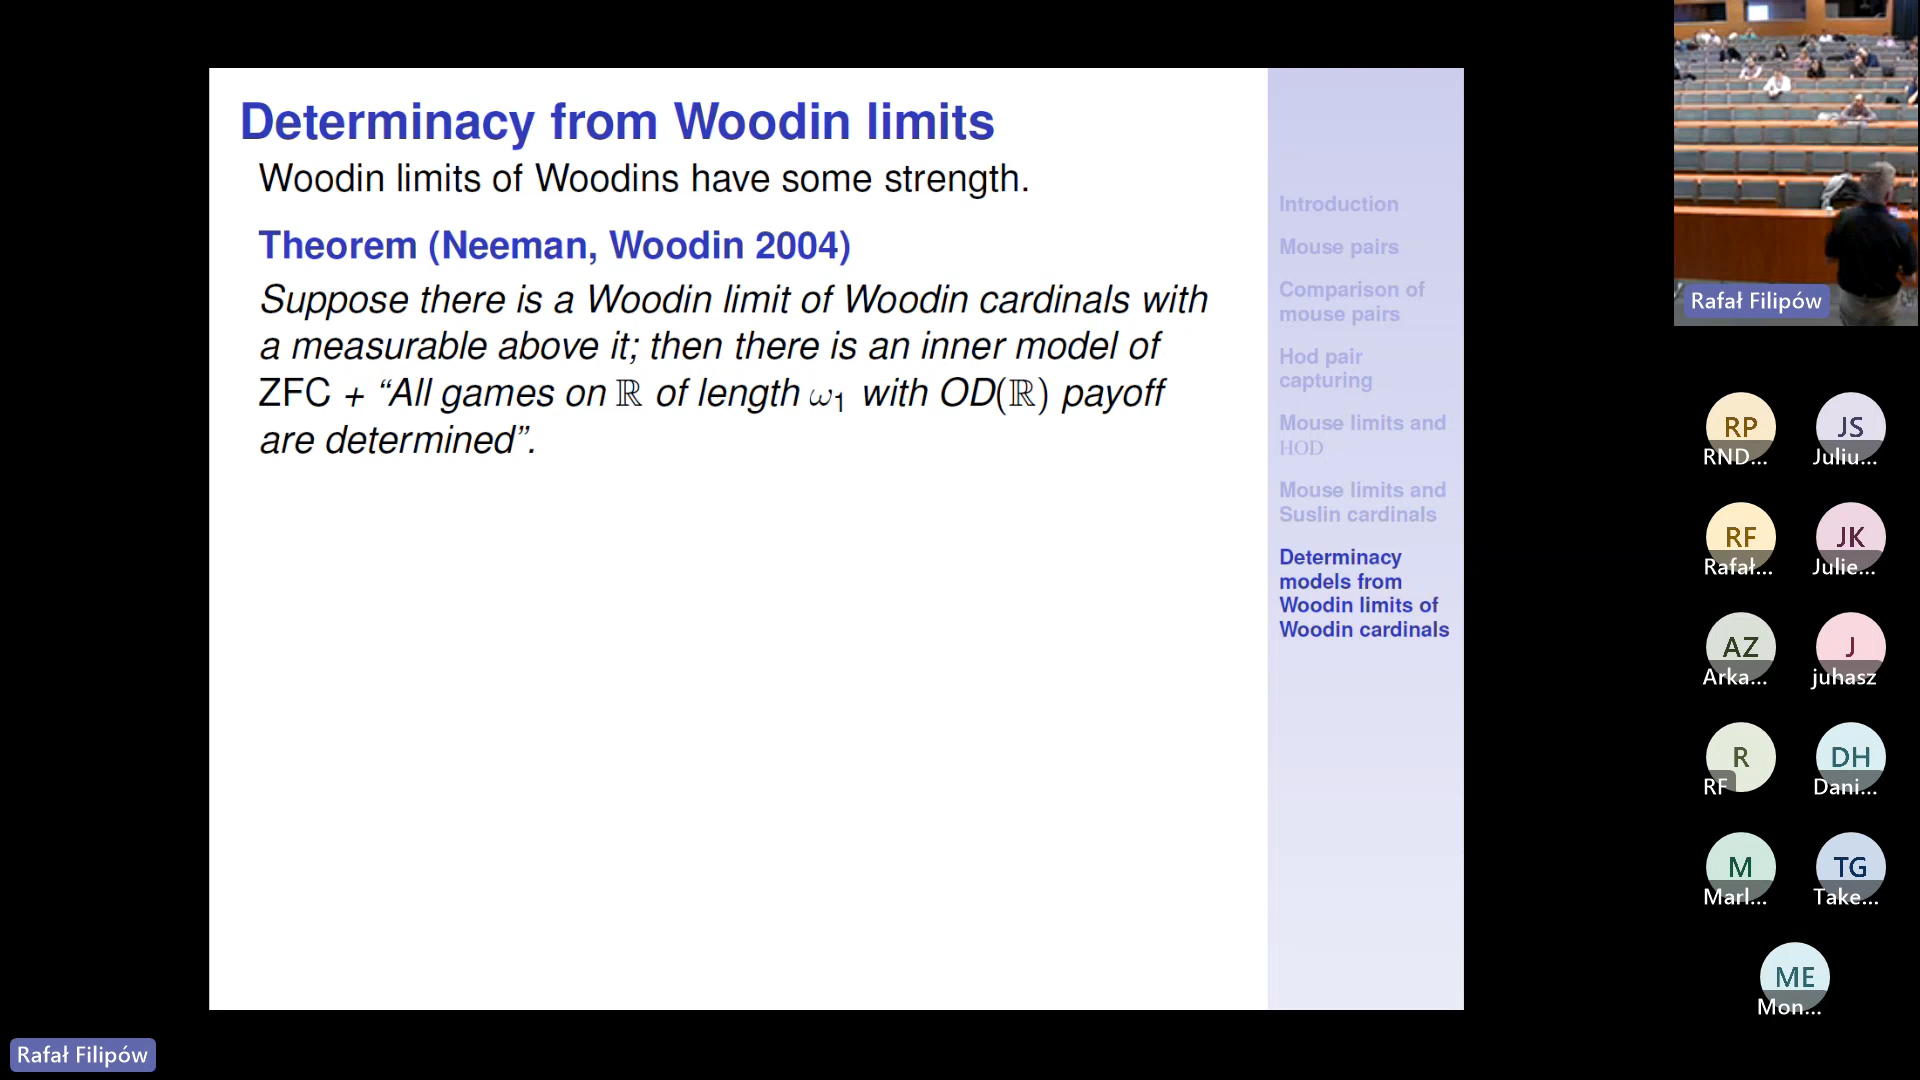 Determinacy from Woodin limits
Woodin limits of Woodins have some strength.
Theorem (Neeman, Woodin 2004)
Suppose there is a Woodin limit of Woodin cardinals with
a measurable above it; then there is an inner model of
ZFC + “All games on ℝ of length ω₁ with OD(ℝ) payoff
are determined”.
Introduction
Mouse pairs
Comparison of
mouse pairs
Hod pair
capturing
Mouse limits and
HOD
Mouse limits and
Suslin cardinals
Determinacy
models from
Woodin limits of
Woodin cardinals
Rafał Filipów
RP
RND...
JS
Juliu...
RF
Rafał...
JK
Julie...
AZ
Arka...
J
juhasz
R
RF
DH
Dani...
M
Marl...
TG
Take...
ME
Mon...
Rafał Filipów